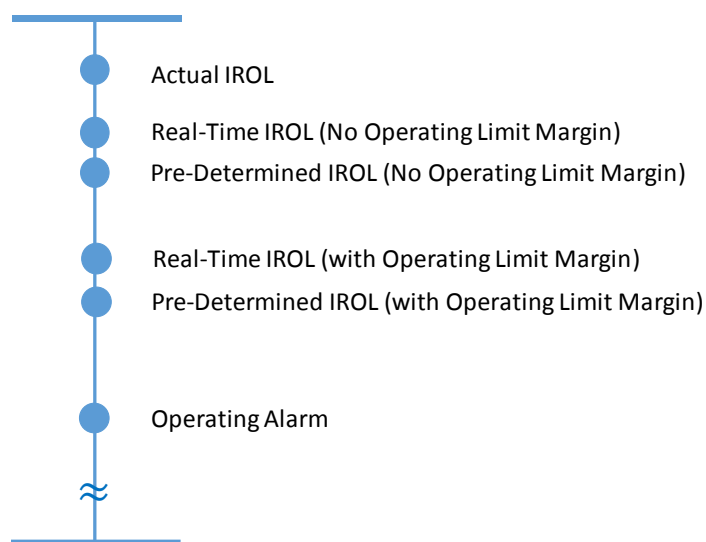 Actual IROL
Real-Time IROL (No Operating Limit Margin)
Pre-Determined IROL (No Operating Limit Margin)
Real-Time IROL (with Operating Limit Margin)
Pre-Determined IROL (with Operating Limit Margin)
Operating Alarm